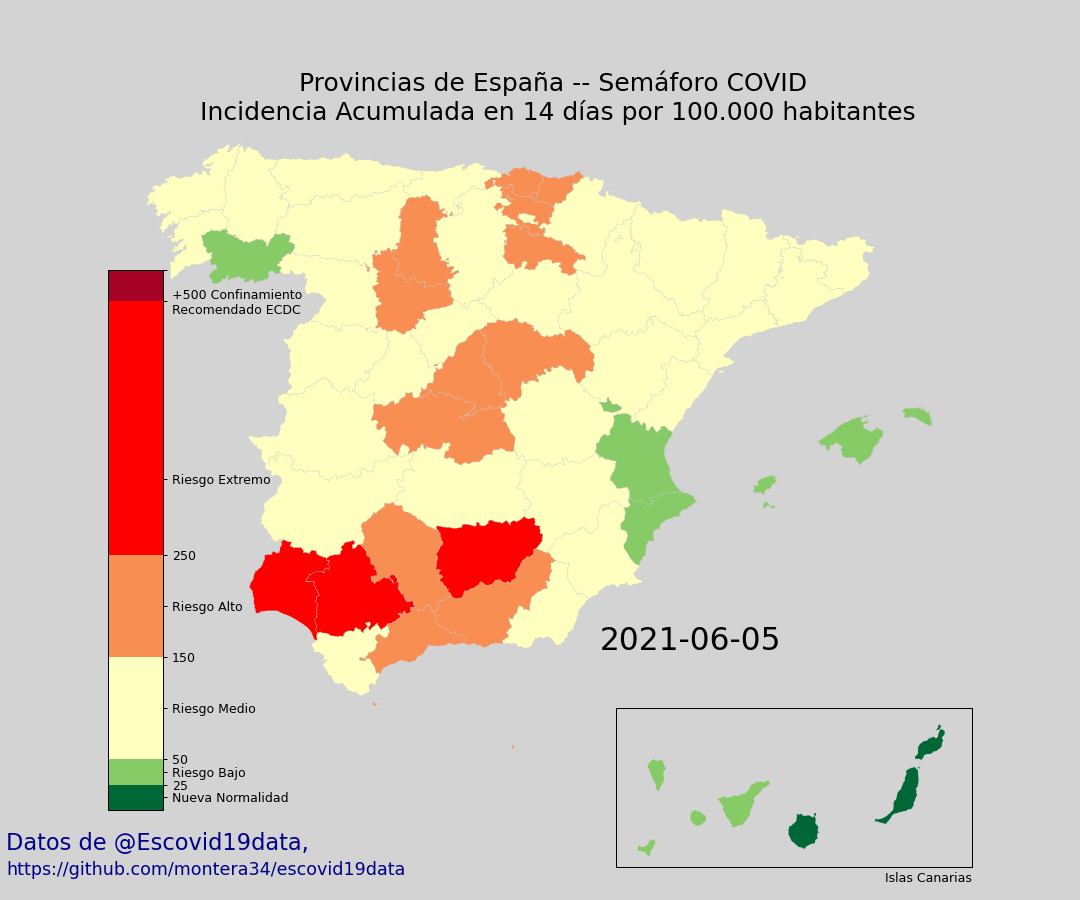 Provincias de España -- Semáforo COVID
Incidencia Acumulada en 14 días por 100.000 habitantes
+500 Confinamiento
Recomendado ECDC
Riesgo Extremo
250
Riesgo Alto
150
Riesgo Medio
50
Riesgo Bajo
25
Nueva Normalidad
2021-06-05
Islas Canarias
Datos de @Escovid19data,
https://github.com/montera34/escovid19data